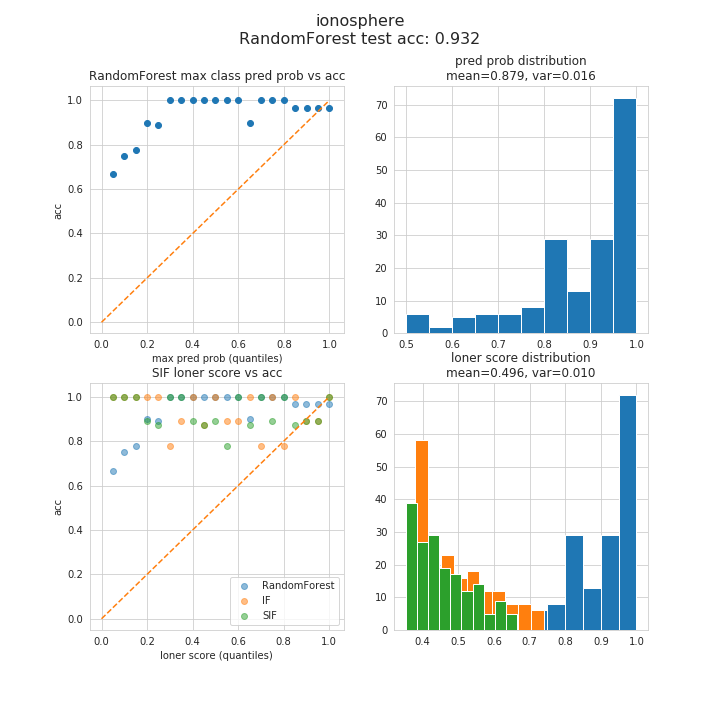 ionosphere
RandomForest test acc: 0.932
RandomForest max class pred prob vs acc
1.0
0.8
0.6
0.4
0.2
0.0
acc
0.0 0.2 0.4 0.6 0.8 1.0
max pred prob (quantiles)
pred prob distribution
mean=0.879, var=0.016
70
60
50
40
30
20
10
0
0.5 0.6 0.7 0.8 0.9 1.0
SIF loner score vs acc
1.0
0.8
0.6
0.4
0.2
0.0
acc
RandomForest
IF
SIF
0.0 0.2 0.4 0.6 0.8 1.0
loner score (quantiles)
loner score distribution
mean=0.496, var=0.010
70
60
50
40
30
20
10
0
0.4 0.5 0.6 0.7 0.8 0.9 1.0